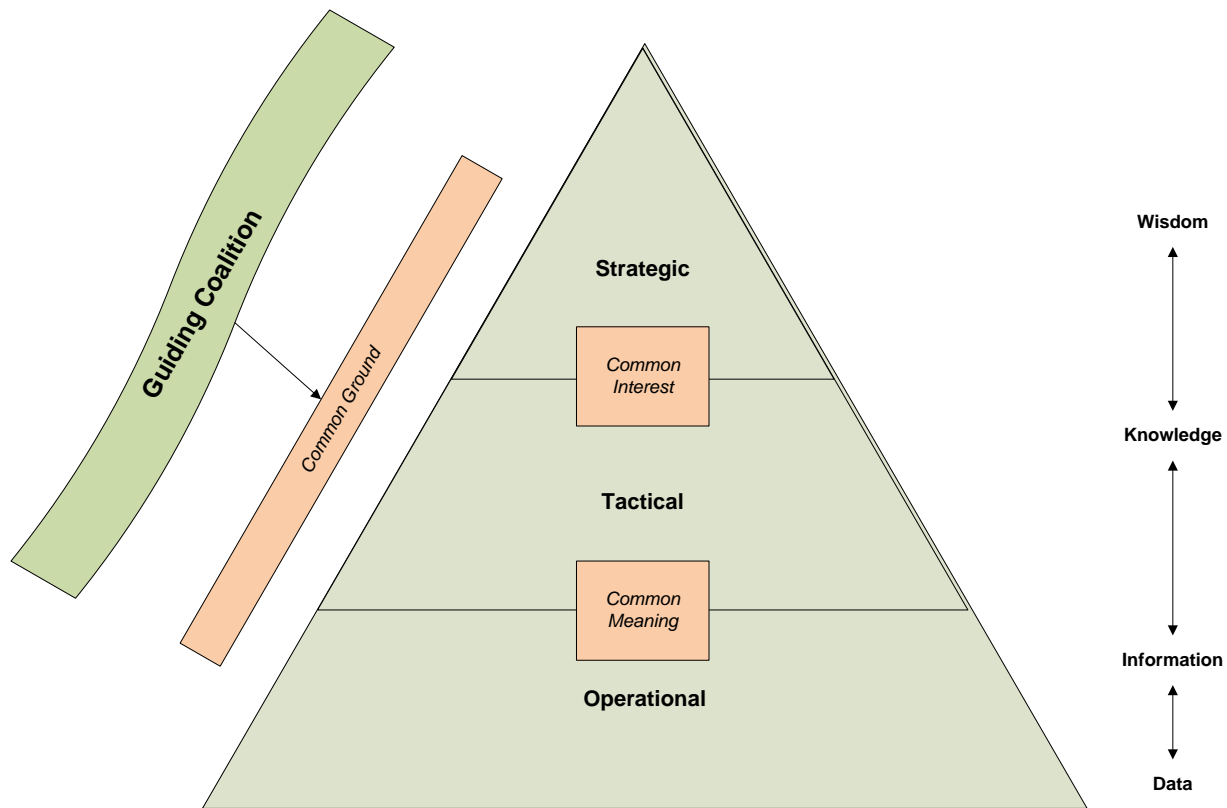 Guiding Coalition
Common Ground
Strategic
Common
Interest
Tactical
Common
Meaning
Operational
Wisdom
Knowledge
Information
Data